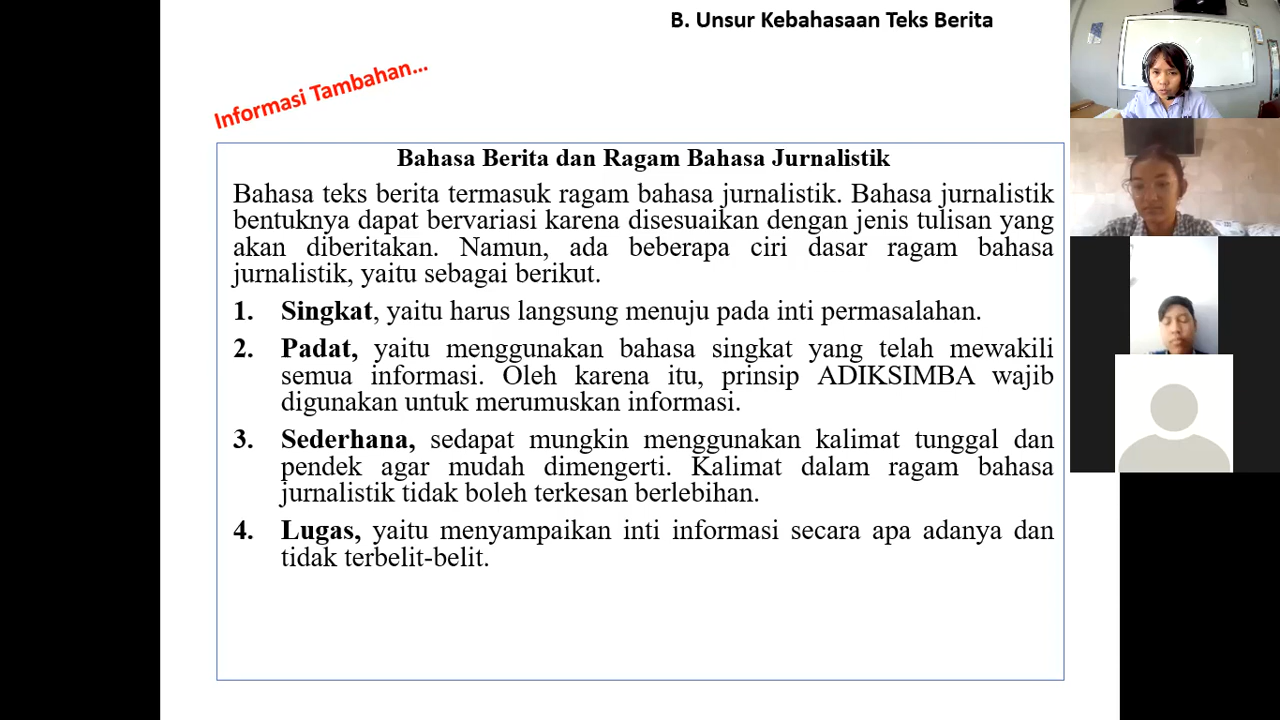 B. Unsur Kebahasaan Teks Berita
Informasi Tambahan...
Bahasa Berita dan Ragam Bahasa Jurnalistik
Bahasa teks berita termasuk ragam bahasa jurnalistik. Bahasa jurnalistik
bentuknya dapat bervariasi karena disesuaikan dengan jenis tulisan yang
akan diberitakan. Namun, ada beberapa ciri dasar ragam bahasa
jurnalistik, yaitu sebagai berikut.
1. Singkat, yaitu harus langsung menuju pada inti permasalahan.
2. Padat, yaitu menggunakan bahasa singkat yang telah mewakili
semua informasi. Oleh karena itu, prinsip ADIKSIMBA wajib
digunakan untuk merumuskan informasi.
3. Sederhana, sedapat mungkin menggunakan kalimat tunggal dan
pendek agar mudah dimengerti. Kalimat dalam ragam bahasa
jurnalistik tidak boleh terkesan berlebihan.
4. Lugas, yaitu menyampaikan inti informasi secara apa adanya dan
tidak terbelit-belit.